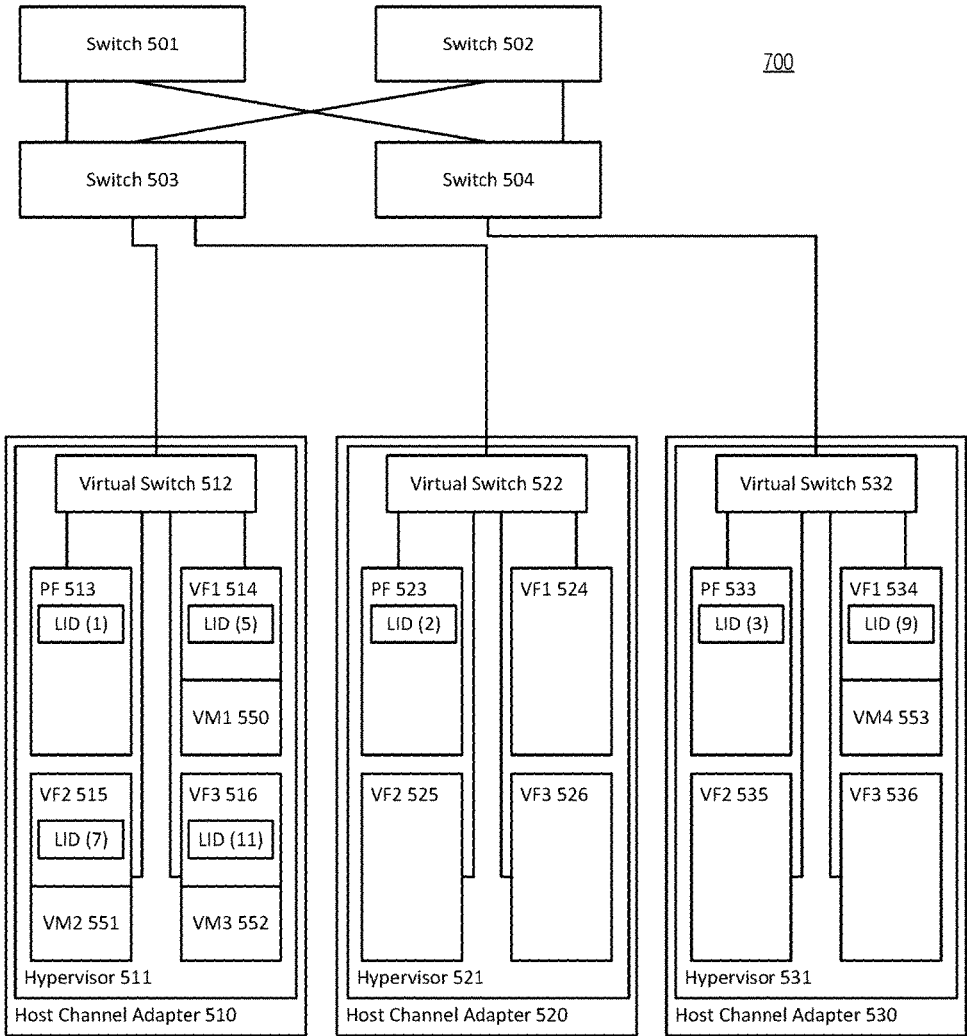 Switch 501
Switch 502
700
Switch 503
Switch 504
Virtual Switch 512
Virtual Switch 522
Virtual Switch 532
PF 513
LID (1)
VF1 514
LID (5)
VM1 550
PF 523
LID (2)
VF1 524
PF 533
LID (3)
VF1 534
LID (9)
VM4 553
VF2 515
LID (7)
VM2 551
VF3 516
LID (11)
VM3 552
VF2 525
VF3 526
VF2 535
VF3 536
Hypervisor 511
Hypervisor 521
Hypervisor 531
Host Channel Adapter 510
Host Channel Adapter 520
Host Channel Adapter 530